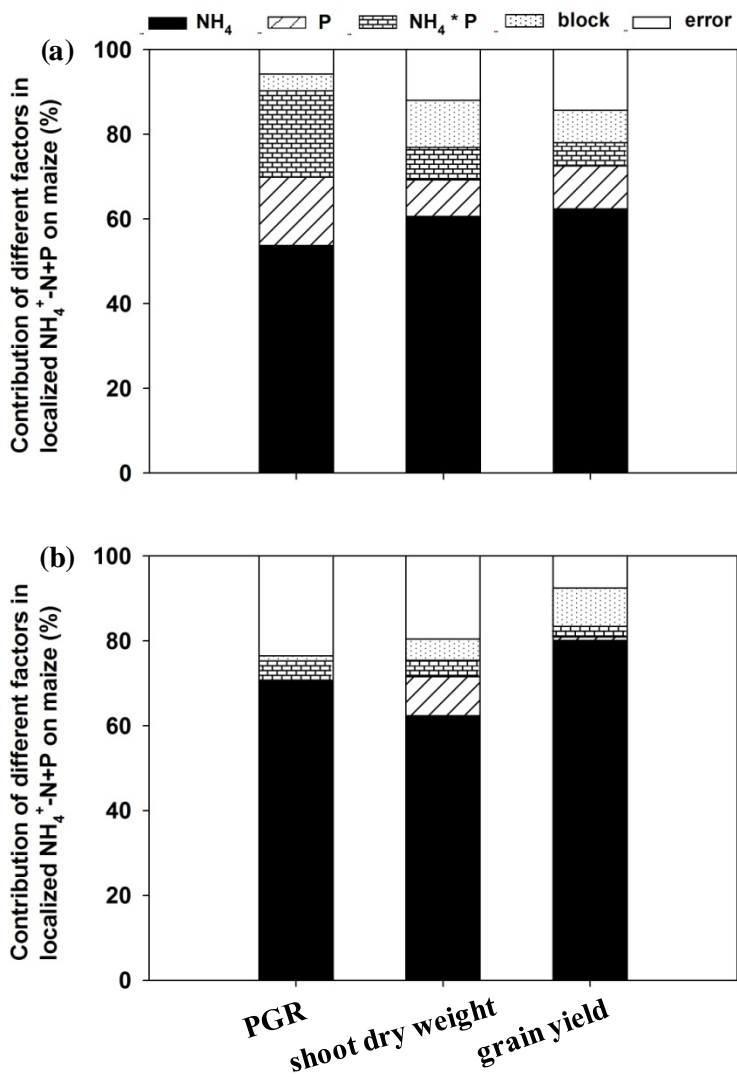 NH4 P NH4 * P block error
(a)
Contribution of different factors in
localized NH4+-N+P on maize (%)
100
80
60
40
20
0
(b)
Contribution of different factors in
localized NH4+-N+P on maize (%)
100
80
60
40
20
0
PGR
shoot dry weight
grain yield